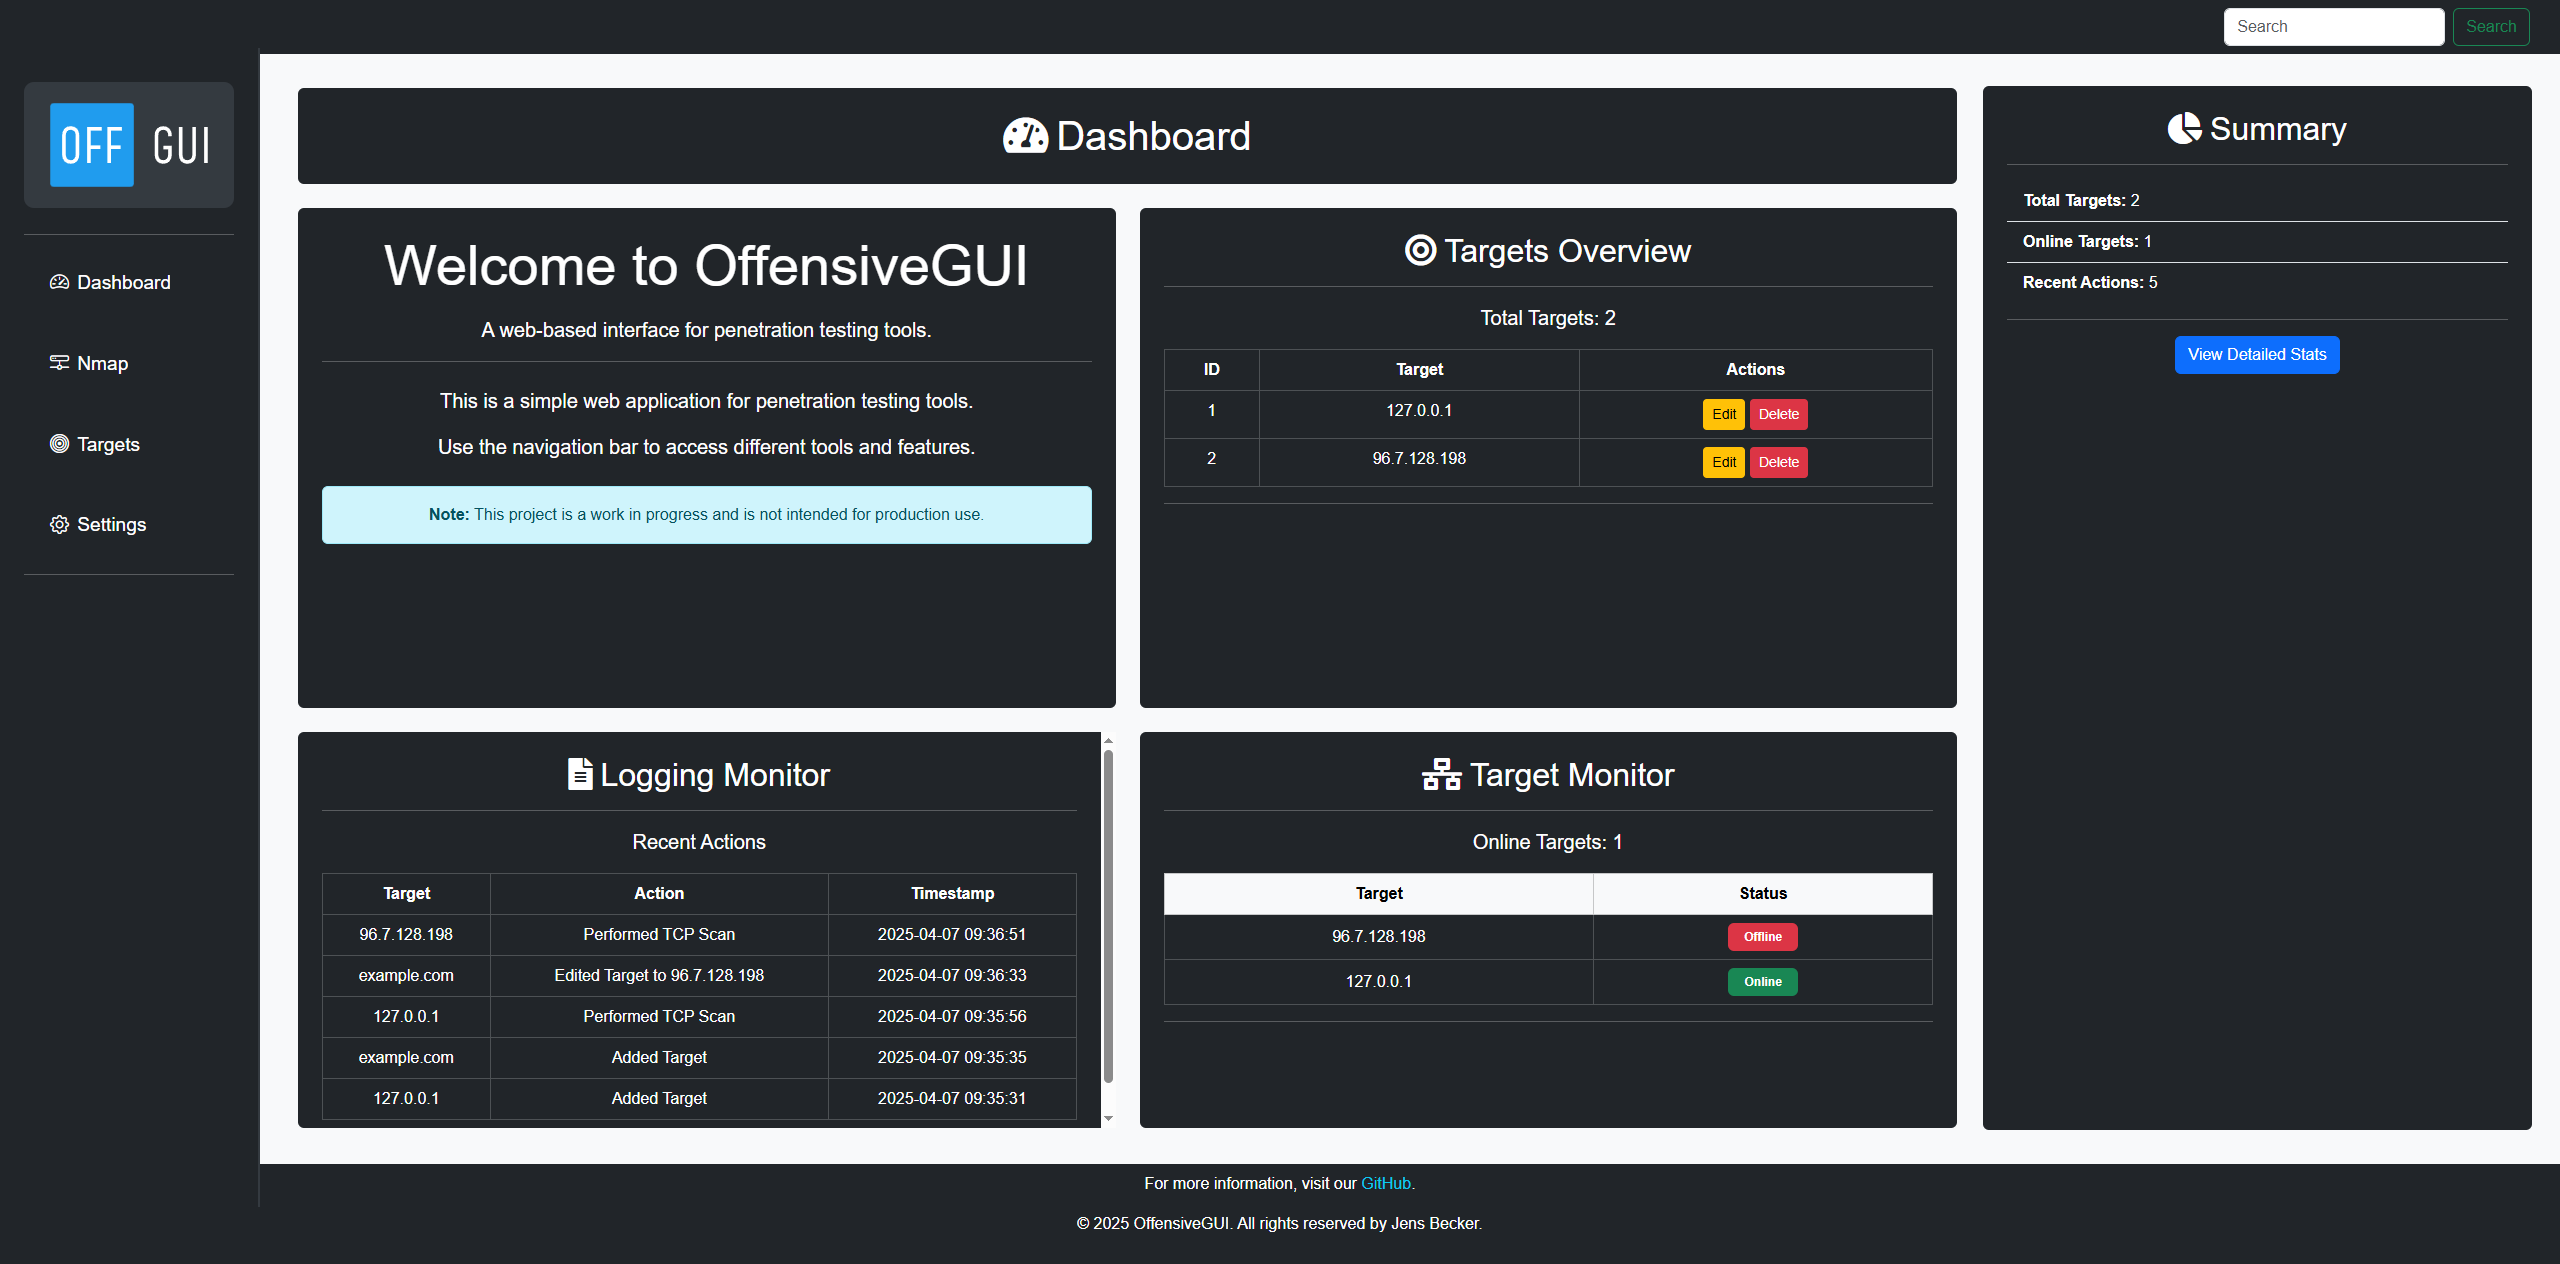 Search Search
OFF GUI
Dashboard
Nmap
Targets
Settings
Dashboard
Welcome to OffensiveGUI
A web-based interface for penetration testing tools.
This is a simple web application for penetration testing tools.
Use the navigation bar to access different tools and features.
Note: This project is a work in progress and is not intended for production use.
Targets Overview
Total Targets: 2
ID Target Actions
1 127.0.0.1 Edit Delete
2 96.7.128.198 Edit Delete
Logging Monitor
Recent Actions
Target Action Timestamp
96.7.128.198 Performed TCP Scan 2025-04-07 09:36:51
example.com Edited Target to 96.7.128.198 2025-04-07 09:36:33
127.0.0.1 Performed TCP Scan 2025-04-07 09:35:56
example.com Added Target 2025-04-07 09:35:35
127.0.0.1 Added Target 2025-04-07 09:35:31
Target Monitor
Online Targets: 1
Target Status
96.7.128.198 Offline
127.0.0.1 Online
Summary
Total Targets: 2
Online Targets: 1
Recent Actions: 5
View Detailed Stats
For more information, visit our GitHub.
© 2025 OffensiveGUI. All rights reserved by Jens Becker.